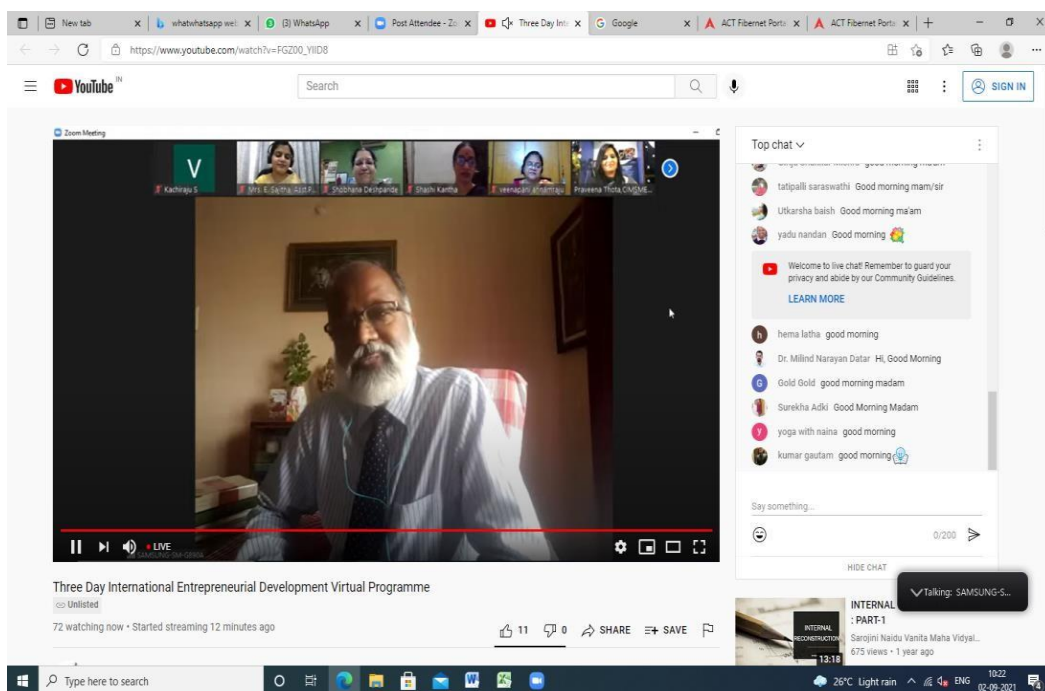 New tab
whatwhatsapp web
(3) WhatsApp
Post Attendee - Zo
Three Day Inte
Google
ACT Fibernet Porta
ACT Fibernet Porta
https://www.youtube.com/watch?v=FGZ00_YIID8
YouTube IN
Search
SIGN IN
Zoom Meeting
V
Kachiraju S
Mrs. E. Sajitha, Asst.P...
Shobhana Deshpande
Shashi Kantha
Praveena Thota,CIMSME...
LIVE
SAMSUNG-SM-G890A
Three Day International Entrepreneurial Development Virtual Programme
Unlisted
72 watching now • Started streaming 12 minutes ago
11
0
SHARE
SAVE
Top chat
tatipalli saraswathi Good morning mam/sir
Utkarsha baish Good morning ma'am
yadu nandan Good morning
Welcome to live chat! Remember to guard your
privacy and abide by our Community Guidelines.
LEARN MORE
h hema latha good morning
Dr. Milind Narayan Datar Hi, Good Morning
G Gold Gold good morning madam
Surekha Adki Good Morning Madam
y yoga with naina good morning
kumar gautam good morning
Say something...
0/200
HIDE CHAT
Talking: SAMSUNG-S...
INTERNAL
RECONSTRUCTION
13:18
INTERNAL
: PART-1
Sarojini Naidu Vanita Maha Vidyal...
675 views • 1 year ago
Type here to search
26°C Light rain
ENG
10:22
02-09-2021
4